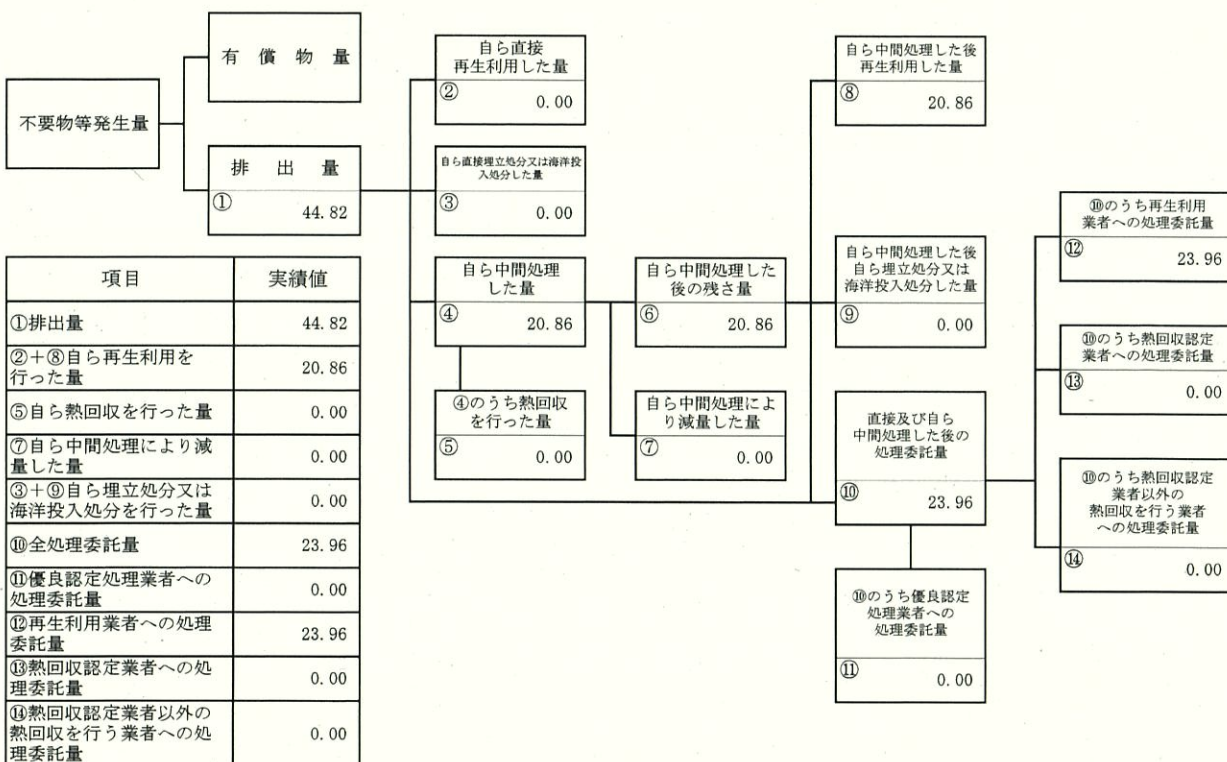 不要物等発生量
有償物量
排出量
①
44.82
自ら直接
再生利用した量
②
0.00
自ら直接埋立処分又は海洋投
入処分した量
③
0.00
自ら中間処理
した量
④
20.86
④のうち熱回収
を行った量
⑤
0.00
自ら中間処理した
後の残さ量
⑥
20.86
自ら中間処理によ
り減量した量
⑦
0.00
自ら中間処理した後
再生利用した量
⑧
20.86
自ら中間処理した後
自ら埋立処分又は
海洋投入処分した量
⑨
0.00
直接及び自ら
中間処理した後の
処理委託量
⑩
23.96
⑩のうち優良認定
処理業者への
処理委託量
⑪
0.00
⑩のうち再生利用
業者への処理委託量
⑫
23.96
⑩のうち熱回収認定
業者への処理委託量
⑬
0.00
⑩のうち熱回収認定
業者以外の
熱回収を行う業者
への処理委託量
⑭
0.00
項目 実績値
①排出量 44.82
②＋⑧自ら再生利用を
行った量 20.86
⑤自ら熱回収を行った量 0.00
⑦自ら中間処理により減
量した量 0.00
③＋⑨自ら埋立処分又は
海洋投入処分を行った量 0.00
⑩全処理委託量 23.96
⑪優良認定処理業者への
処理委託量 0.00
⑫再生利用業者への処理
委託量 23.96
⑬熱回収認定業者への処
理委託量 0.00
⑭熱回収認定業者以外の
熱回収を行う業者への処
理委託量 0.00